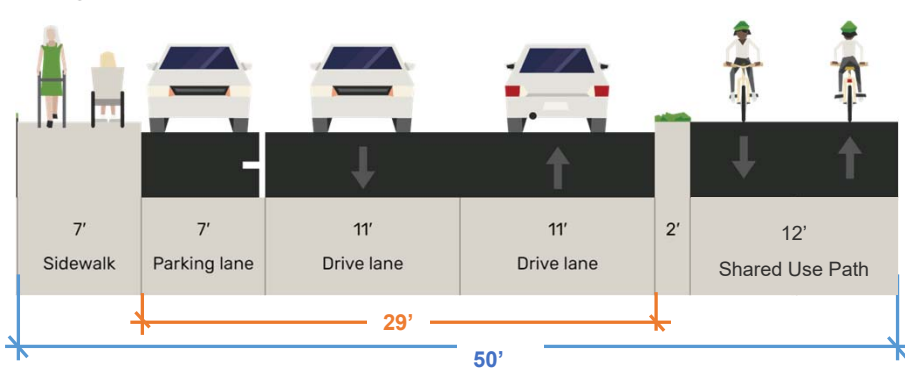 7′
Sidewalk
7′
Parking lane
11′
Drive lane
11′
Drive lane
2′
12’
Shared Use Path
29’
50’